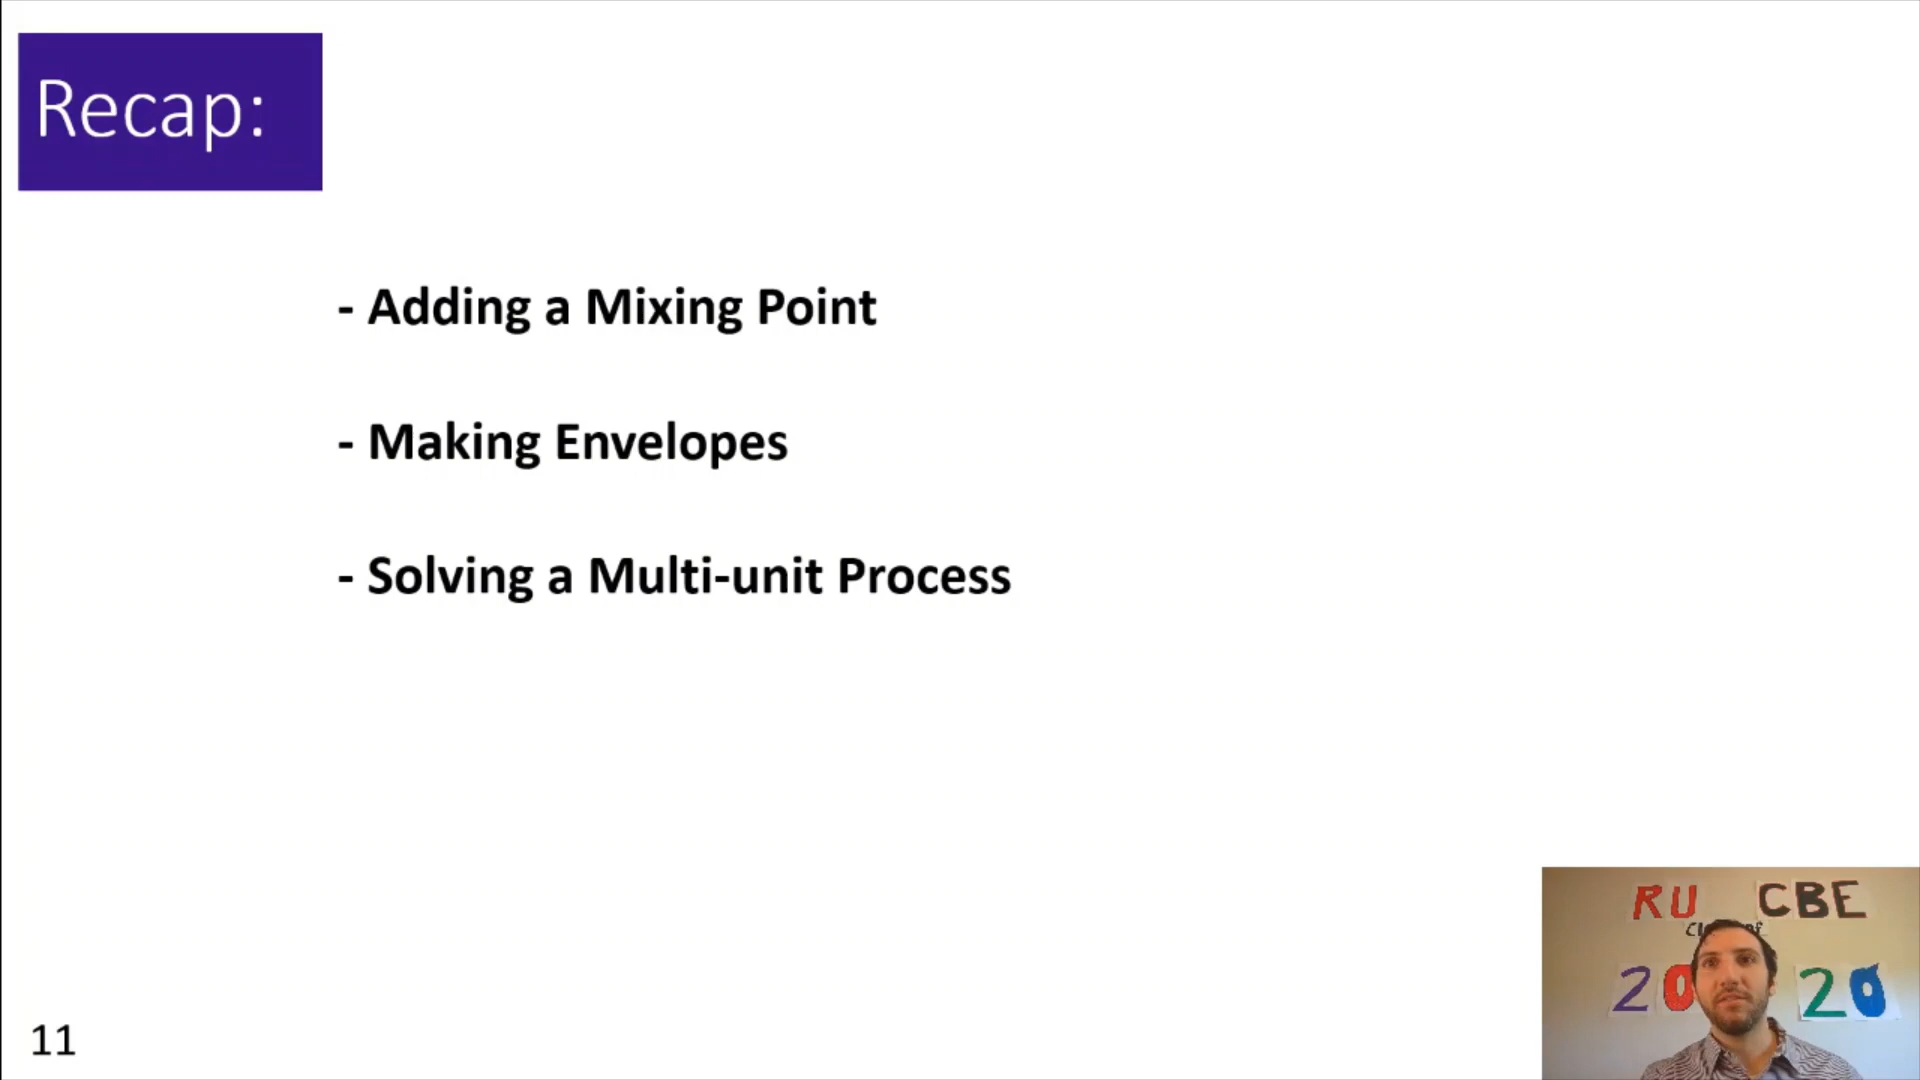 Recap:
- Adding a Mixing Point
- Making Envelopes
- Solving a Multi-unit Process
RU CBE
20 20
11